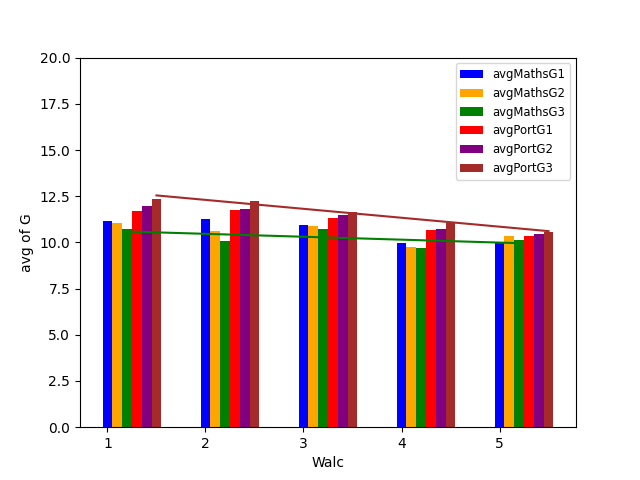 20.0
17.5
15.0
12.5
10.0
7.5
5.0
2.5
0.0
avg of G
1 2 3 4 5
Walc
avgMathsG1
avgMathsG2
avgMathsG3
avgPortG1
avgPortG2
avgPortG3